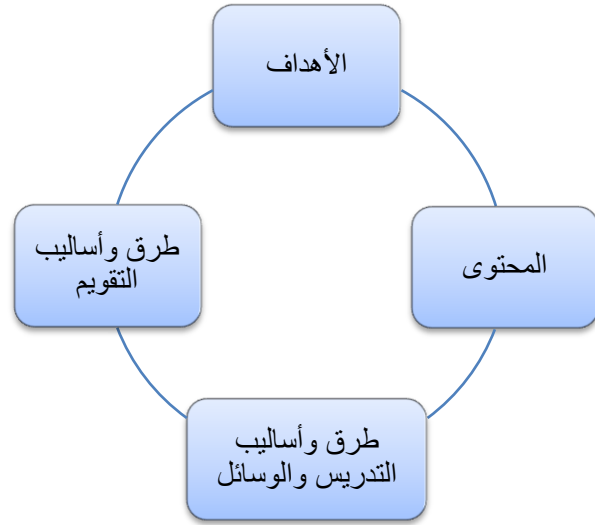 الأهداف
المحتوى
طرق وأساليب
التدريس والوسائل
طرق وأساليب
التقويم